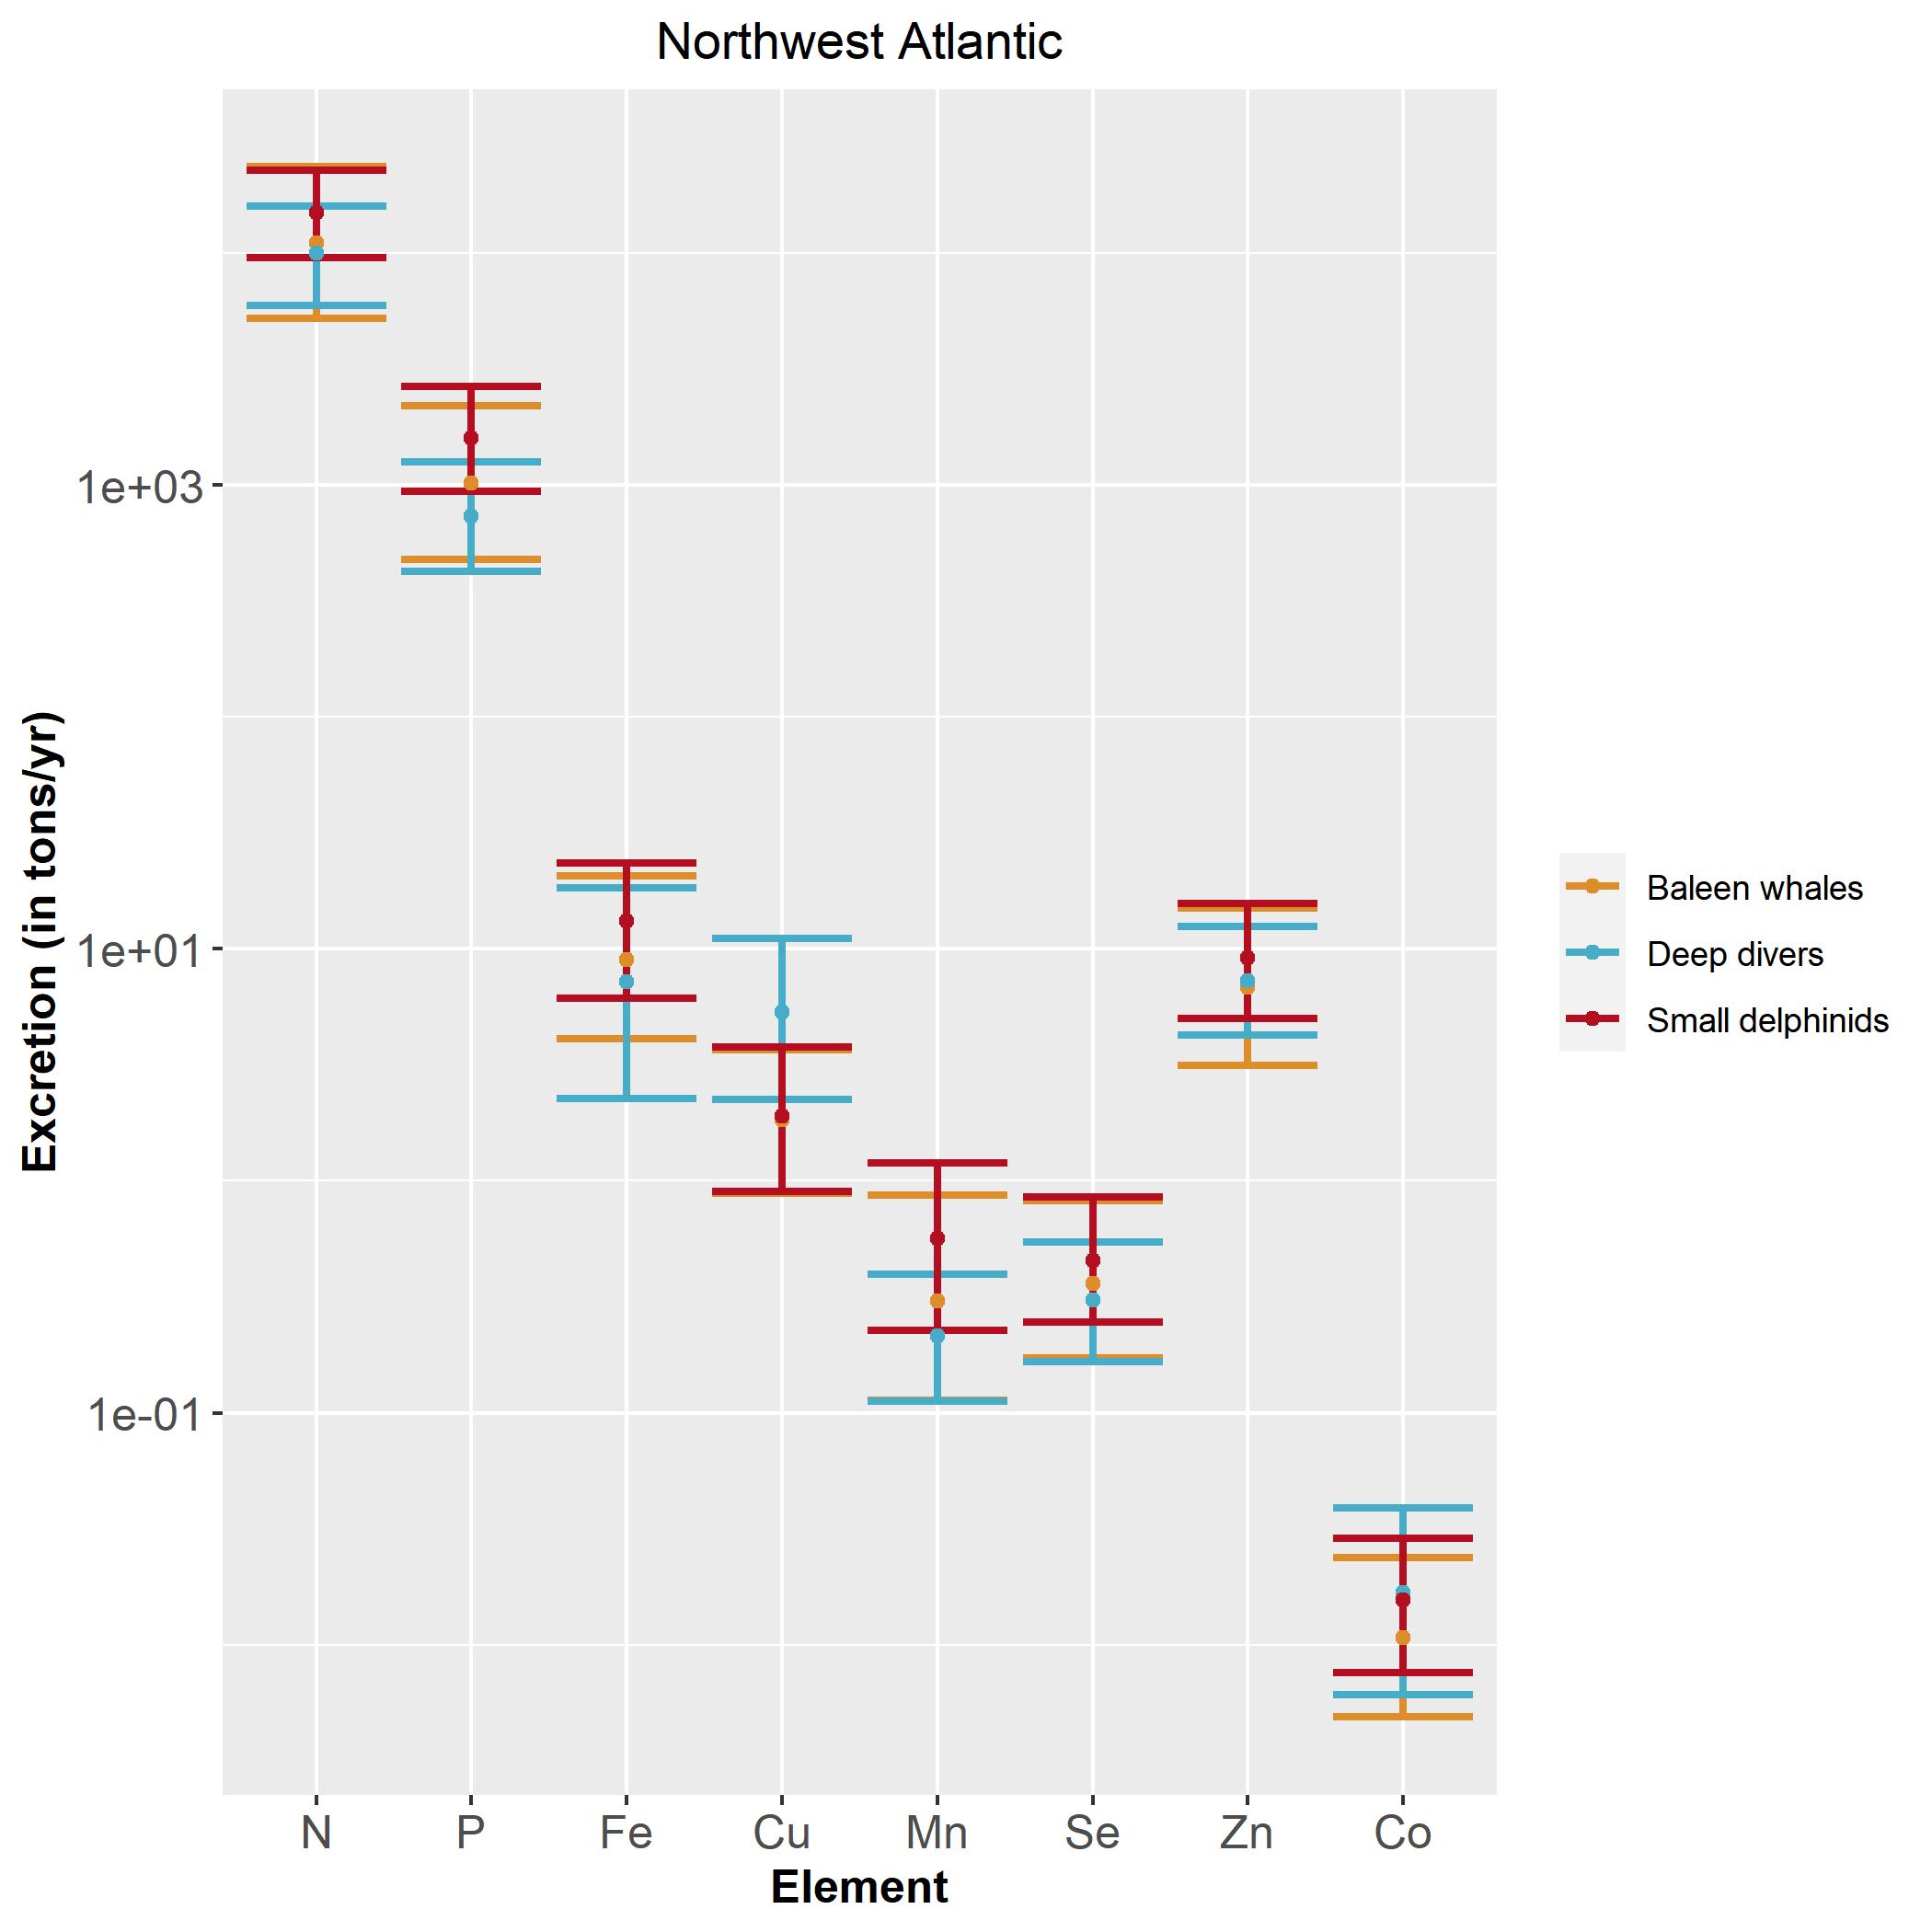 Northwest Atlantic
Excretion (in tons/yr)
1e+03
1e+01
1e-01
N P Fe Cu Mn Se Zn Co
Element
Baleen whales
Deep divers
Small delphinids